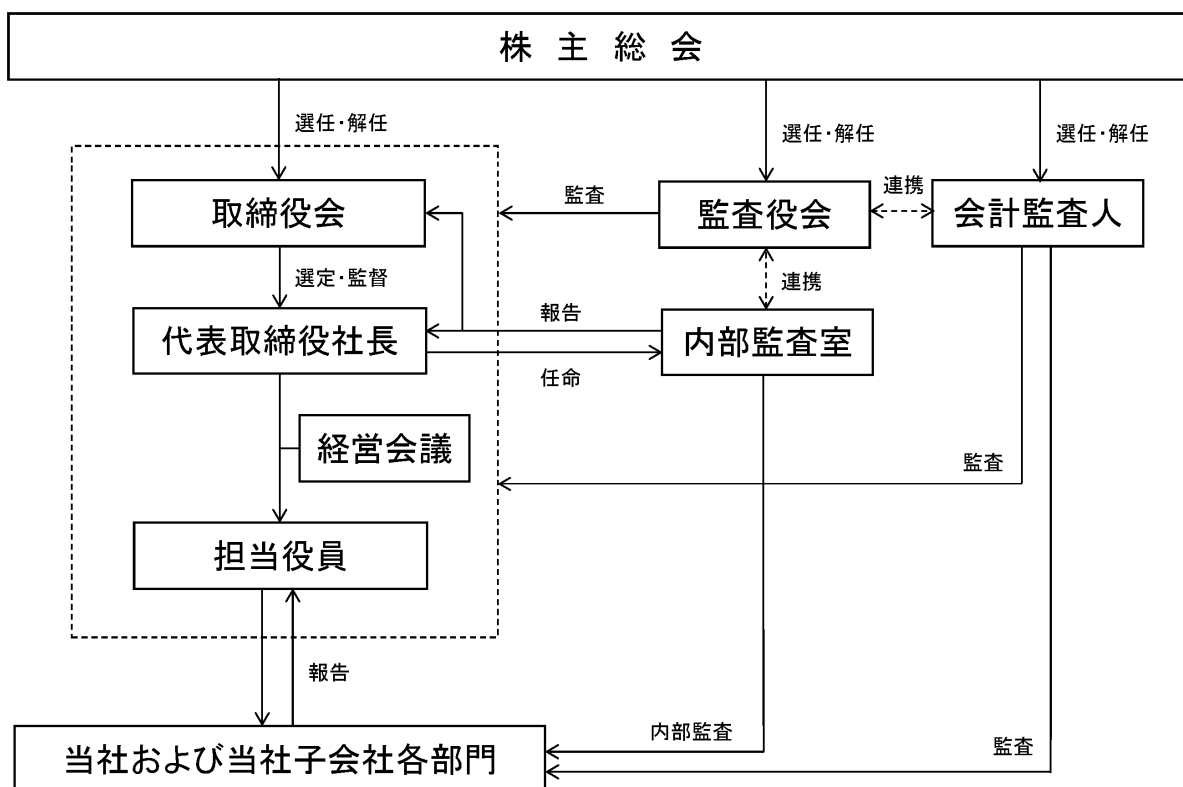 株主総会
選任・解任
選任・解任
選任・解任
取締役会
監査
監査役会
連携
会計監査人
選定・監督
連携
代表取締役社長
報告
任命
内部監査室
経営会議
監査
担当役員
報告
内部監査
監査
当社および当社子会社各部門